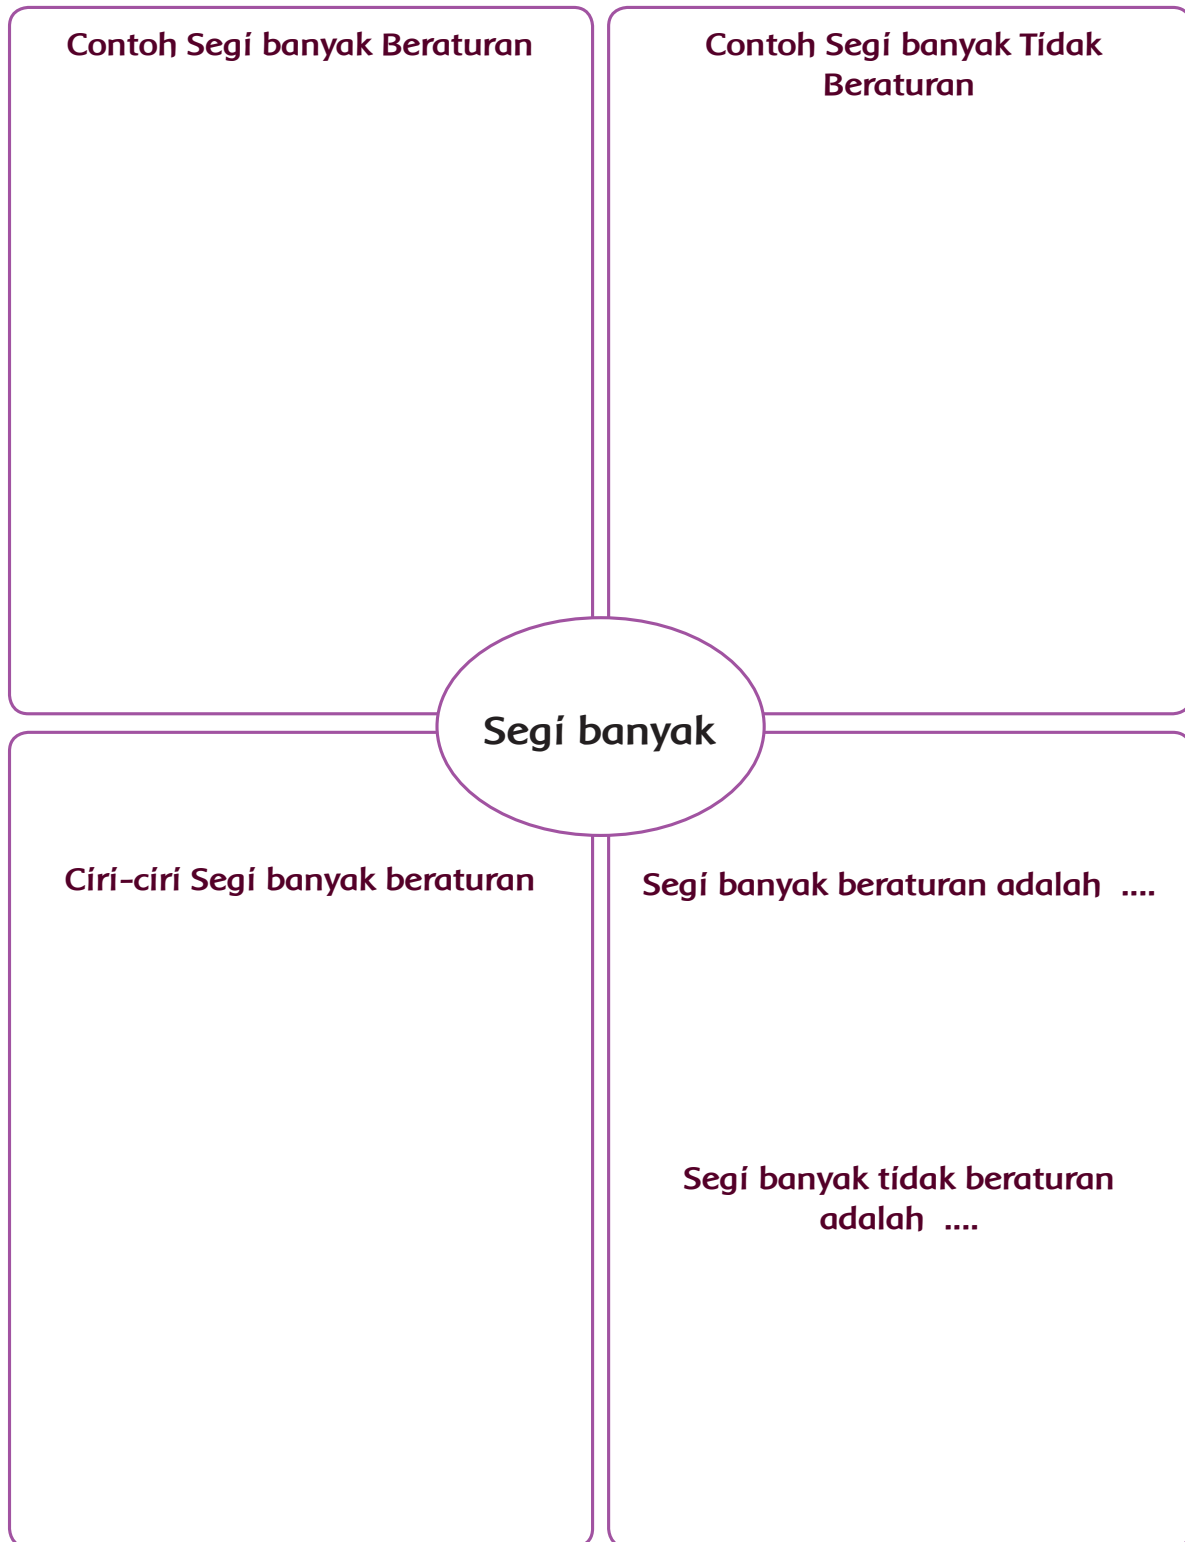 Contoh Segi banyak Beraturan
Contoh Segi banyak Tidak
Beraturan
Segi banyak
Ciri-ciri Segi banyak beraturan
Segi banyak beraturan adalah ....
Segi banyak tidak beraturan
adalah ....